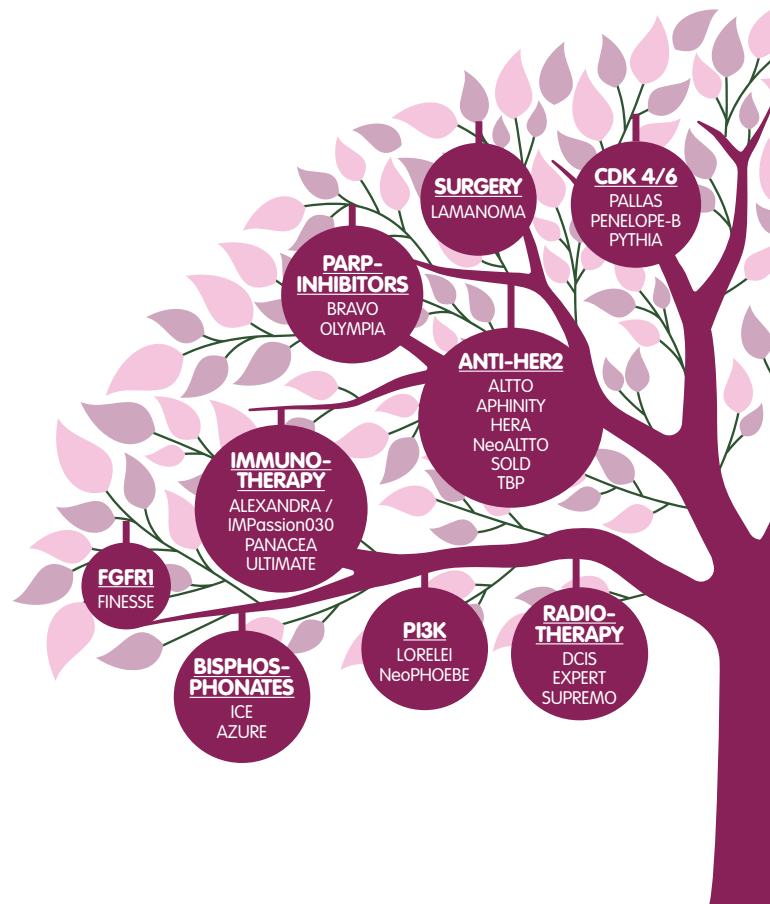 SURGERY
LAMANOMA
CDK 4/6
PALLAS
PENELOPE-B
PYTHIA
PARP-
INHIBITORS
BRAVO
OLYMPIA
ANTI-HER2
ALTTO
APHINITY
HERA
NeoALTTO
SOLD
TBP
IMMUNO-
THERAPY
ALEXANDRA /
IMPassion030
PANACEA
ULTIMATE
FGFR1
FINESSE
BISPHOS-
PHONATES
ICE
AZURE
PI3K
LORELEI
NeoPHOEBE
RADIO-
THERAPY
DCIS
EXPERT
SUPREMO